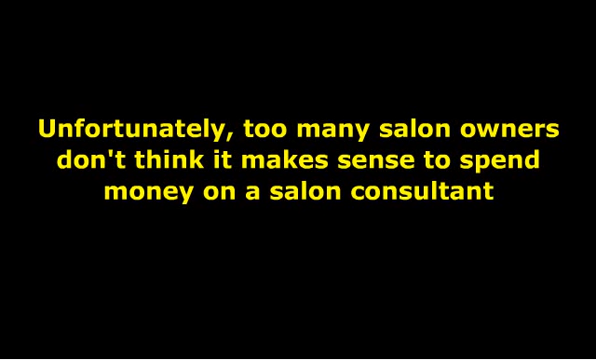 Unfortunately, too many salon owners
don't think it makes sense to spend
money on a salon consultant